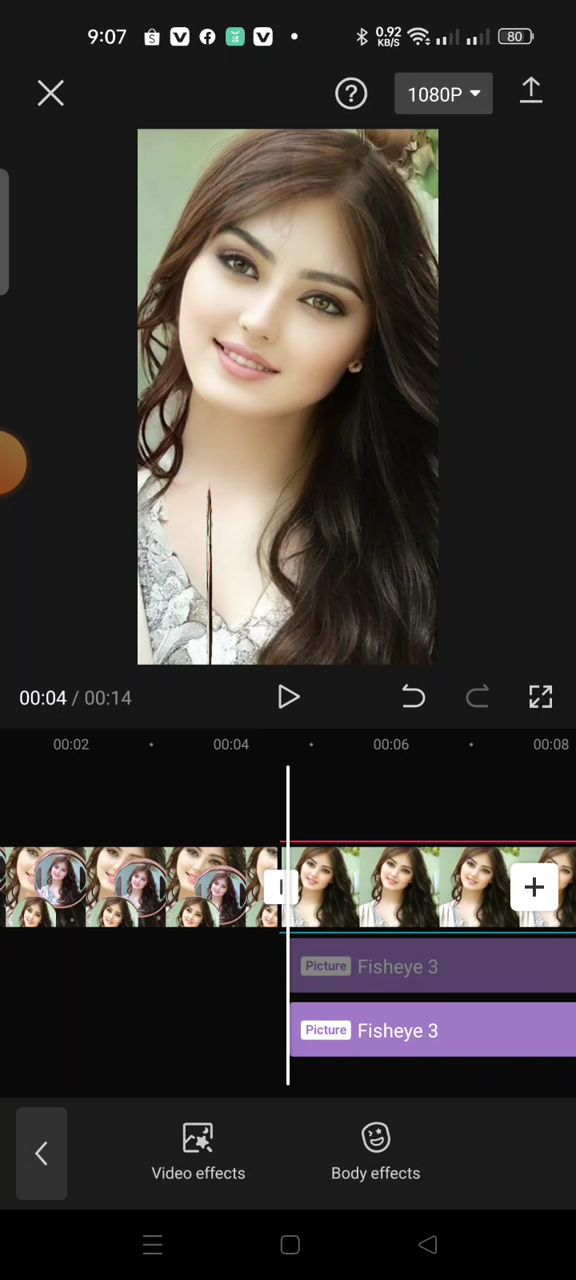 9:07 0.92 KB/S 80
1080P
00:04 / 00:14
00:02 00:04 00:06 00:08
Picture Fisheye 3
Picture Fisheye 3
Video effects Body effects